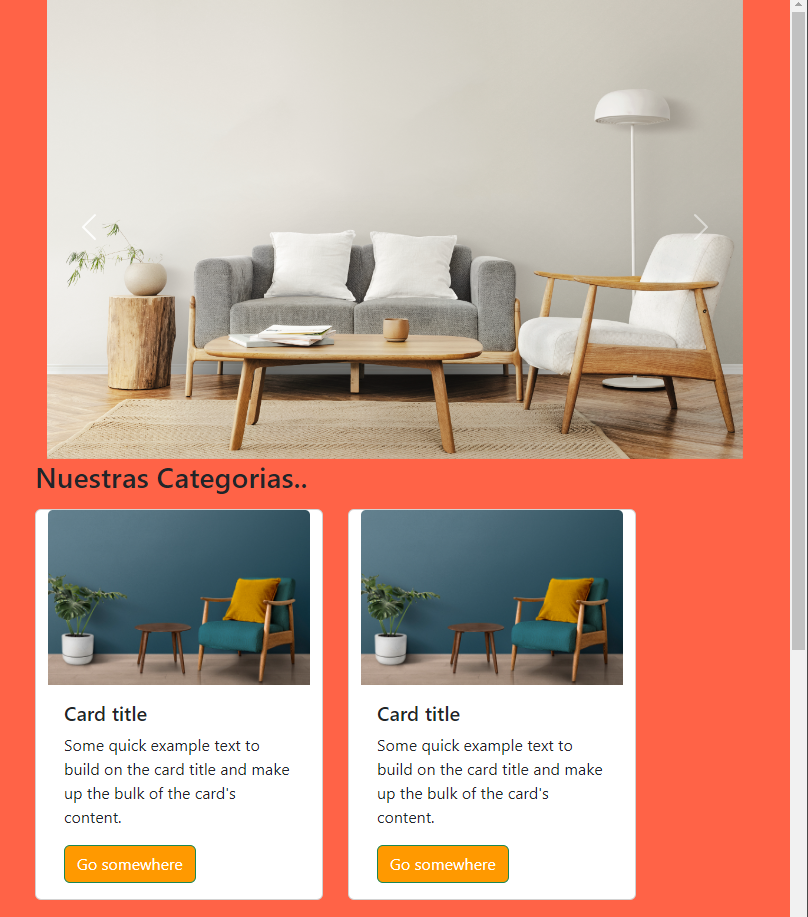 Nuestras Categorias..
Card title
Some quick example text to
build on the card title and make
up the bulk of the card's
content.
Go somewhere
Card title
Some quick example text to
build on the card title and make
up the bulk of the card's
content.
Go somewhere